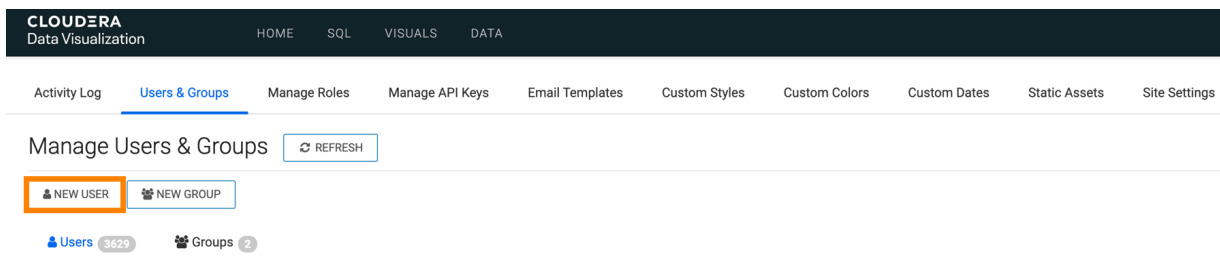 CLOUDERA
Data Visualization
HOME SQL VISUALS DATA
Activity Log Users & Groups Manage Roles Manage API Keys Email Templates Custom Styles Custom Colors Custom Dates Static Assets Site Settings
Manage Users & Groups REFRESH
NEW USER NEW GROUP
Users 3629 Groups 2